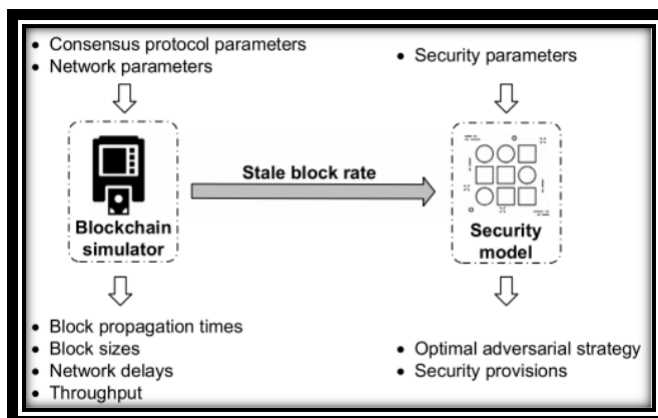 • Consensus protocol parameters
• Network parameters
• Security parameters
Stale block rate
Blockchain
simulator
Security
model
• Block propagation times
• Block sizes
• Network delays
• Throughput
• Optimal adversarial strategy
• Security provisions